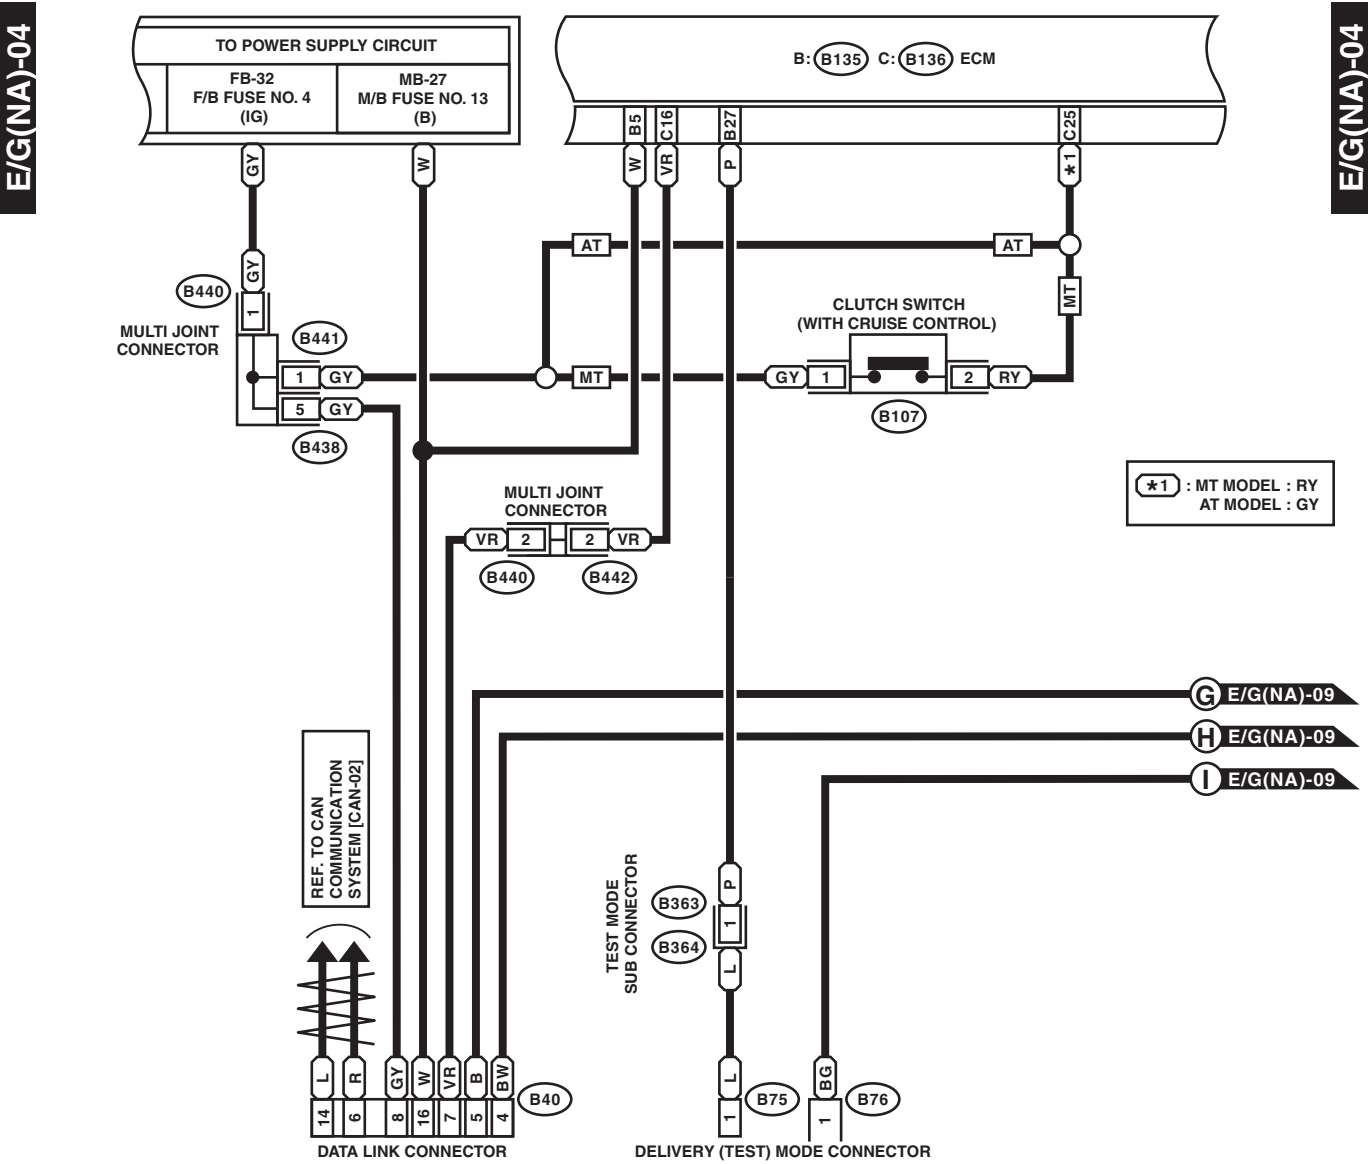 E/G(NA)-04
E/G(NA)-04
TO POWER SUPPLY CIRCUIT
FB-32
F/B FUSE NO. 4
(IG)
MB-27
M/B FUSE NO. 13
(B)
B: B135 C: B136 ECM
B5
C16
B27
C25
GY
W
W
VR
P
*1
GY
B440
1
MULTI JOINT
CONNECTOR
AT
AT
MT
CLUTCH SWITCH
(WITH CRUISE CONTROL)
B441
1 GY
MT
GY 1
2 RY
5 GY
B107
B438
*1 : MT MODEL : RY
AT MODEL : GY
MULTI JOINT
CONNECTOR
VR 2
2 VR
B440
B442
G E/G(NA)-09
H E/G(NA)-09
I E/G(NA)-09
REF. TO CAN
COMMUNICATION
SYSTEM [CAN-02]
TEST MODE
SUB CONNECTOR
P
B363
1
B364
L
L
R
GY
W
VR
B
BW
L
BG
14
6
8
16
7
5
4
B40
1
B75
1
B76
DATA LINK CONNECTOR
DELIVERY (TEST) MODE CONNECTOR